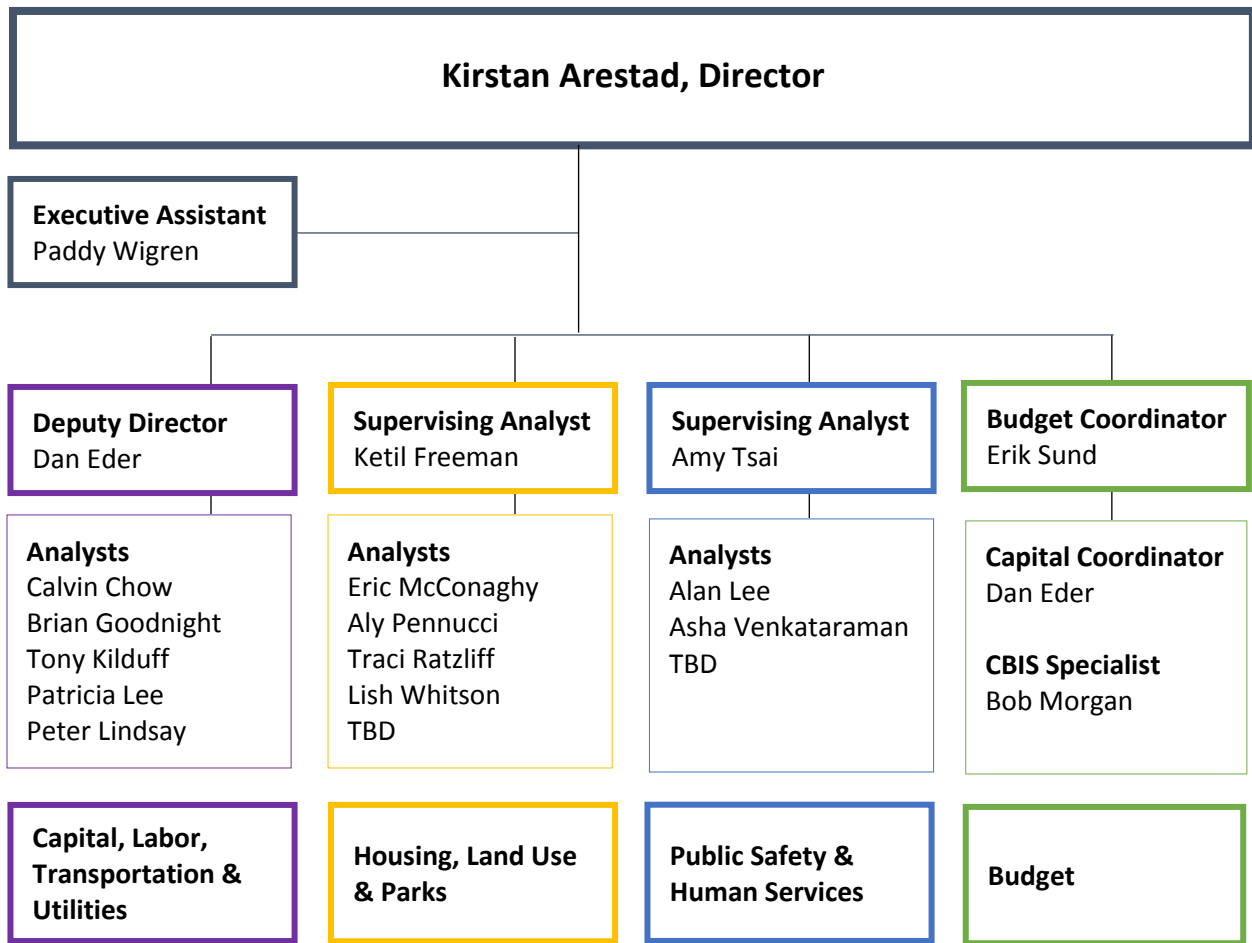 Kirstan Arestad, Director
Executive Assistant
Paddy Wigren
Deputy Director
Dan Eder
Supervising Analyst
Ketil Freeman
Supervising Analyst
Amy Tsai
Budget Coordinator
Erik Sund
Analysts
Calvin Chow
Brian Goodnight
Tony Kilduff
Patricia Lee
Peter Lindsay
Analysts
Eric McConaghy
Aly Pennucci
Traci Ratzliff
Lish Whitson
TBD
Analysts
Alan Lee
Asha Venkataraman
TBD
Capital Coordinator
Dan Eder
CBIS Specialist
Bob Morgan
Capital, Labor,
Transportation &
Utilities
Housing, Land Use
& Parks
Public Safety &
Human Services
Budget